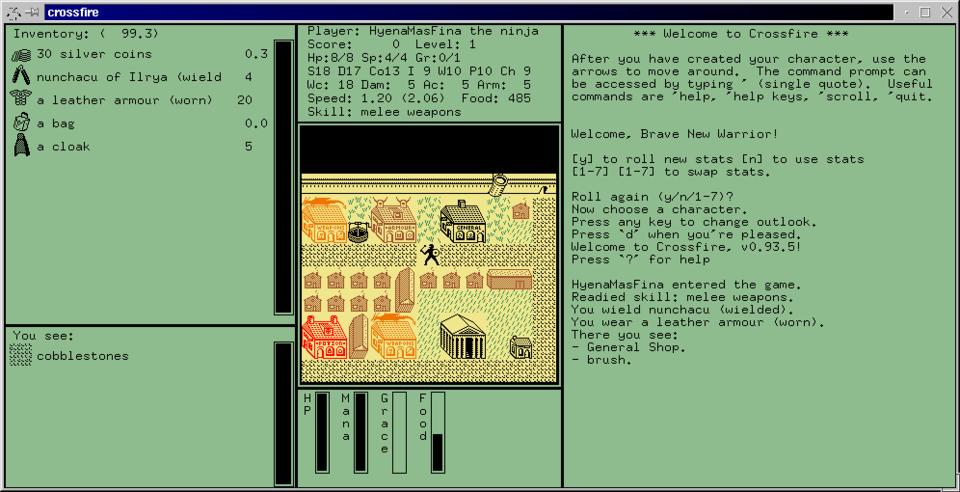 crossfire
Inventory: (  99.3)
30 silver coins 0.3
nunchacu of Ilrya (wield 4
a leather armour (worn) 20
a bag 0.0
a cloak 5
You see:
cobblestones
Player: HyenaMasFina the ninja
Score: 0 Level: 1
Hp:8/8 Sp:4/4 Gr:0/1
S18 D17 Co13 I 9 W10 P10 Ch 9
Wc: 18 Dam: 5 Ac: 5 Arm: 5
Speed: 1.20 (2.06) Food: 485
Skill: melee weapons
WEAPONS
ARMOUR
GENERAL
POTION
WEAPONS
HP
Mana
Grace
Food
*** Welcome to Crossfire ***
After you have created your character, use the
arrows to move around. The command prompt can
be accessed by typing ' (single quote). Useful
commands are 'help, 'help keys, 'scroll, 'quit.
Welcome, Brave New Warrior!
[y] to roll new stats [n] to use stats
[1-7] [1-7] to swap stats.
Roll again (y/n/1-7)?
Now choose a character.
Press any key to change outlook.
Press `d' when you're pleased.
Welcome to Crossfire, v0.93.5!
Press `?' for help
HyenaMasFina entered the game.
Readied skill: melee weapons.
You wield nunchacu (wielded).
You wear a leather armour (worn).
There you see:
- General Shop.
- brush.